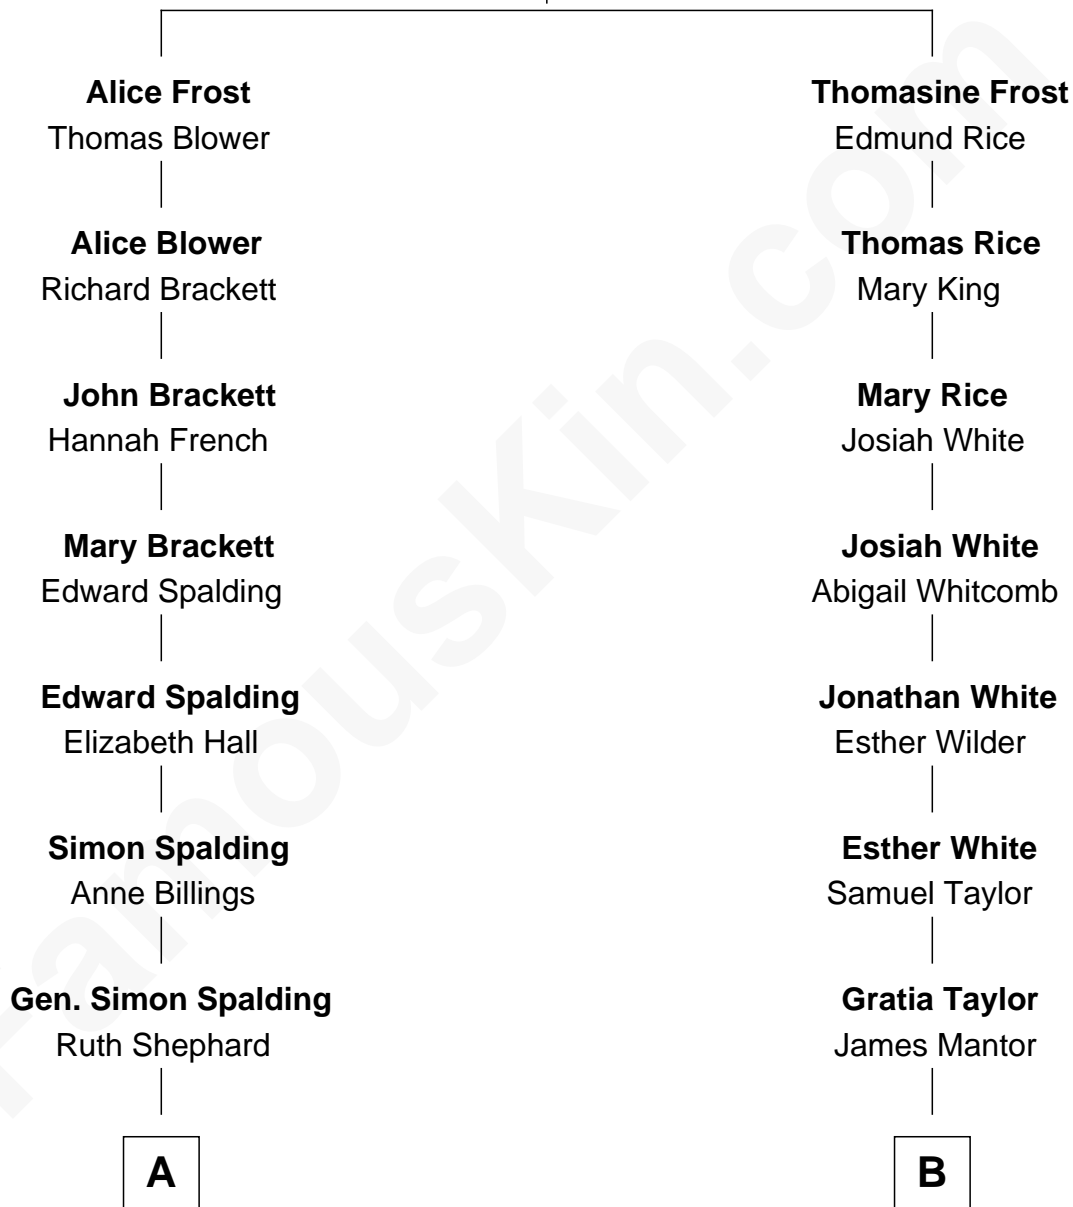 Alice Frost
Thomas Blower
Alice Blower
Richard Brackett
John Brackett
Hannah French
Mary Brackett
Edward Spalding
Edward Spalding
Elizabeth Hall
Simon Spalding
Anne Billings
Gen. Simon Spalding
Ruth Shephard
A
Thomasine Frost
Edmund Rice
Thomas Rice
Mary King
Mary Rice
Josiah White
Josiah White
Abigail Whitcomb
Jonathan White
Esther Wilder
Esther White
Samuel Taylor
Gratia Taylor
James Mantor
B
FamousKin.com